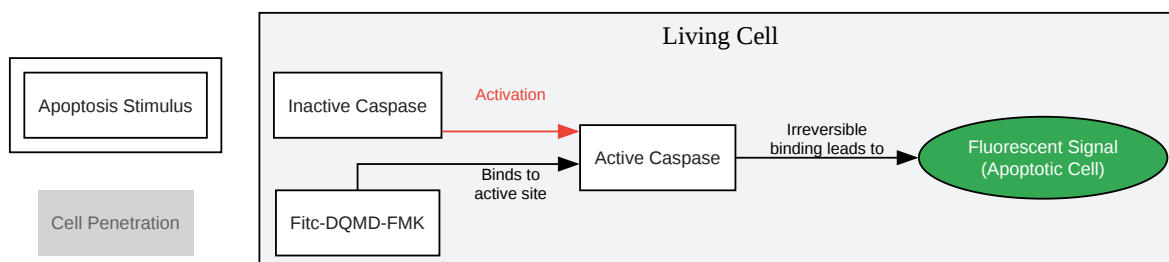 Living Cell
Apoptosis Stimulus
Inactive Caspase
Activation
Active Caspase
Irreversible
binding leads to
Fluorescent Signal
(Apoptotic Cell)
Binds to
active site
Cell Penetration
Fitc-DQMD-FMK